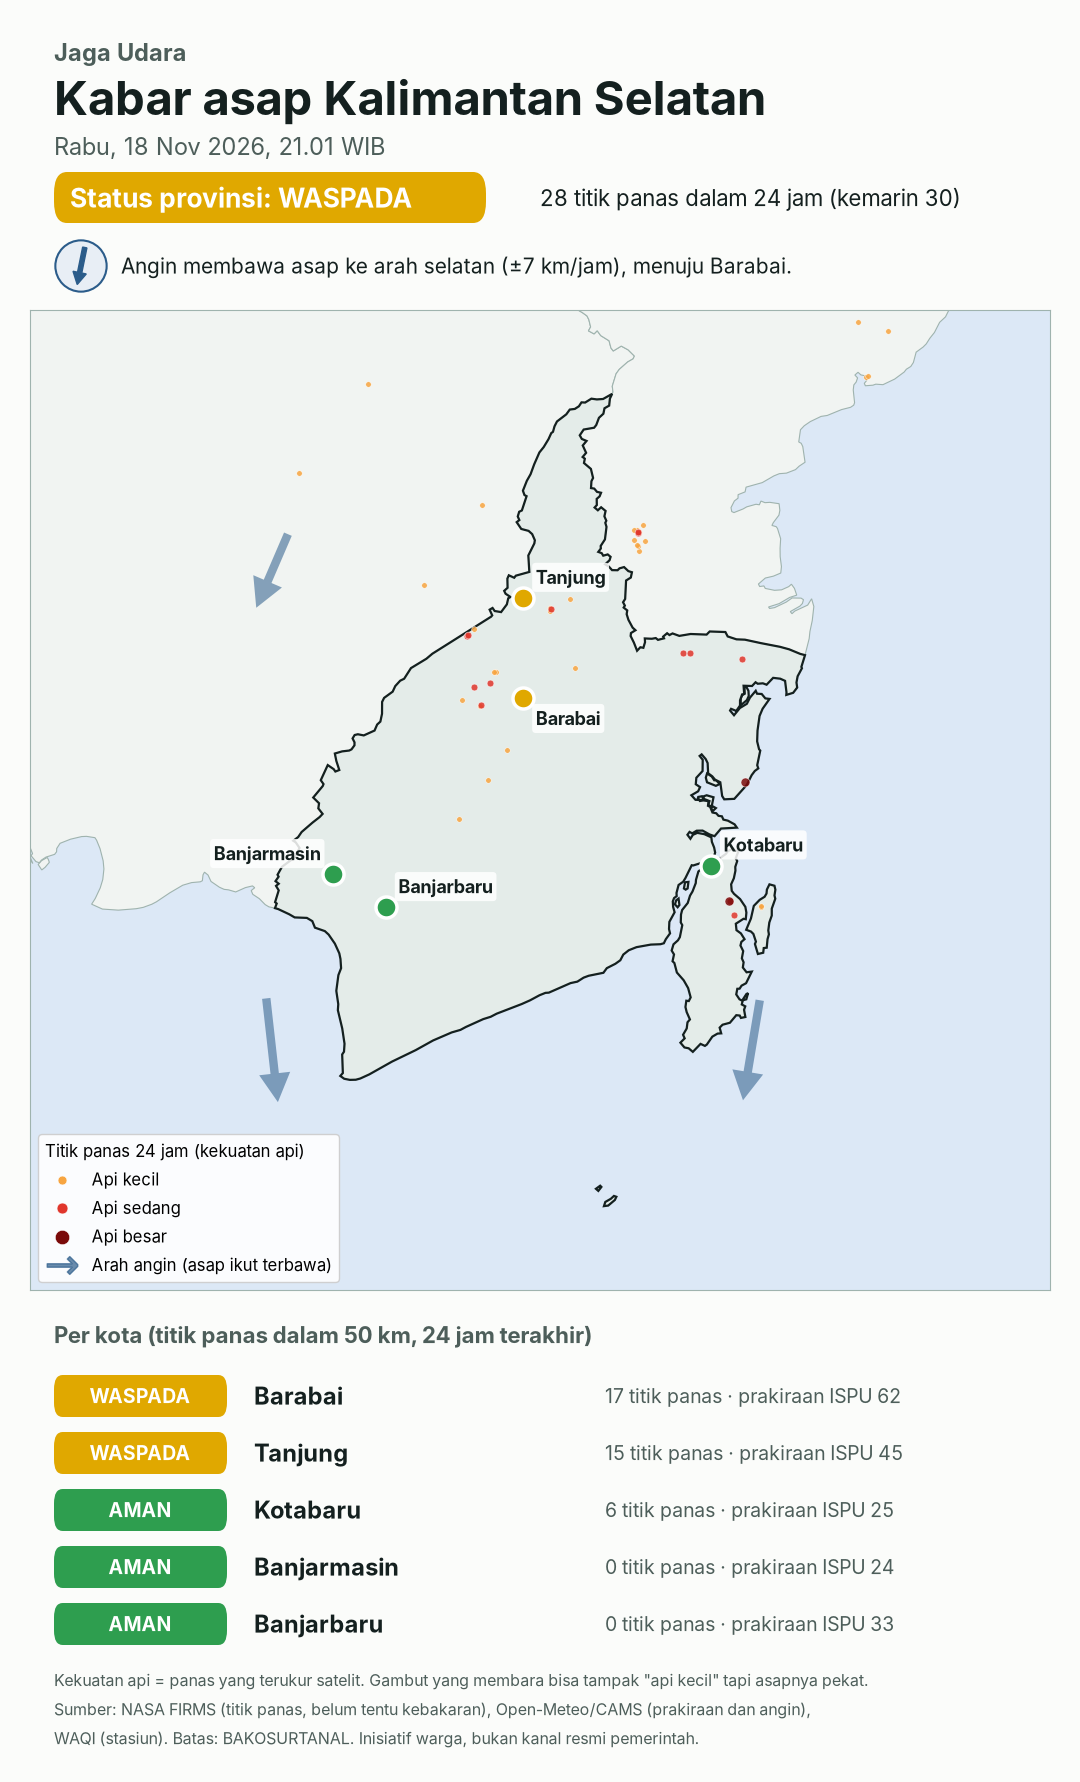 Jaga Udara
Kabar asap Kalimantan Selatan
Rabu, 18 Nov 2026, 21.01 WIB
Status provinsi: WASPADA
28 titik panas dalam 24 jam (kemarin 30)
Angin membawa asap ke arah selatan (±7 km/jam), menuju Barabai.
Tanjung
Barabai
Banjarmasin
Kotabaru
Banjarbaru
Titik panas 24 jam (kekuatan api)
Api kecil
Api sedang
Api besar
Arah angin (asap ikut terbawa)
Per kota (titik panas dalam 50 km, 24 jam terakhir)
WASPADA Barabai 17 titik panas · prakiraan ISPU 62
WASPADA Tanjung 15 titik panas · prakiraan ISPU 45
AMAN Kotabaru 6 titik panas · prakiraan ISPU 25
AMAN Banjarmasin 0 titik panas · prakiraan ISPU 24
AMAN Banjarbaru 0 titik panas · prakiraan ISPU 33
Kekuatan api = panas yang terukur satelit. Gambut yang membara bisa tampak "api kecil" tapi asapnya pekat.
Sumber: NASA FIRMS (titik panas, belum tentu kebakaran), Open-Meteo/CAMS (prakiraan dan angin),
WAQI (stasiun). Batas: BAKOSURTANAL. Inisiatif warga, bukan kanal resmi pemerintah.